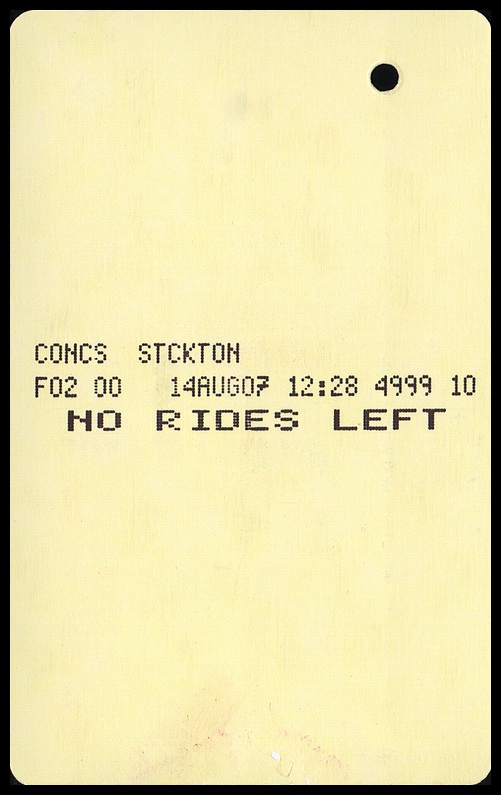 CONCS STCKTON
F02 00 14AUG07 12:28 4999 10
NO RIDES LEFT